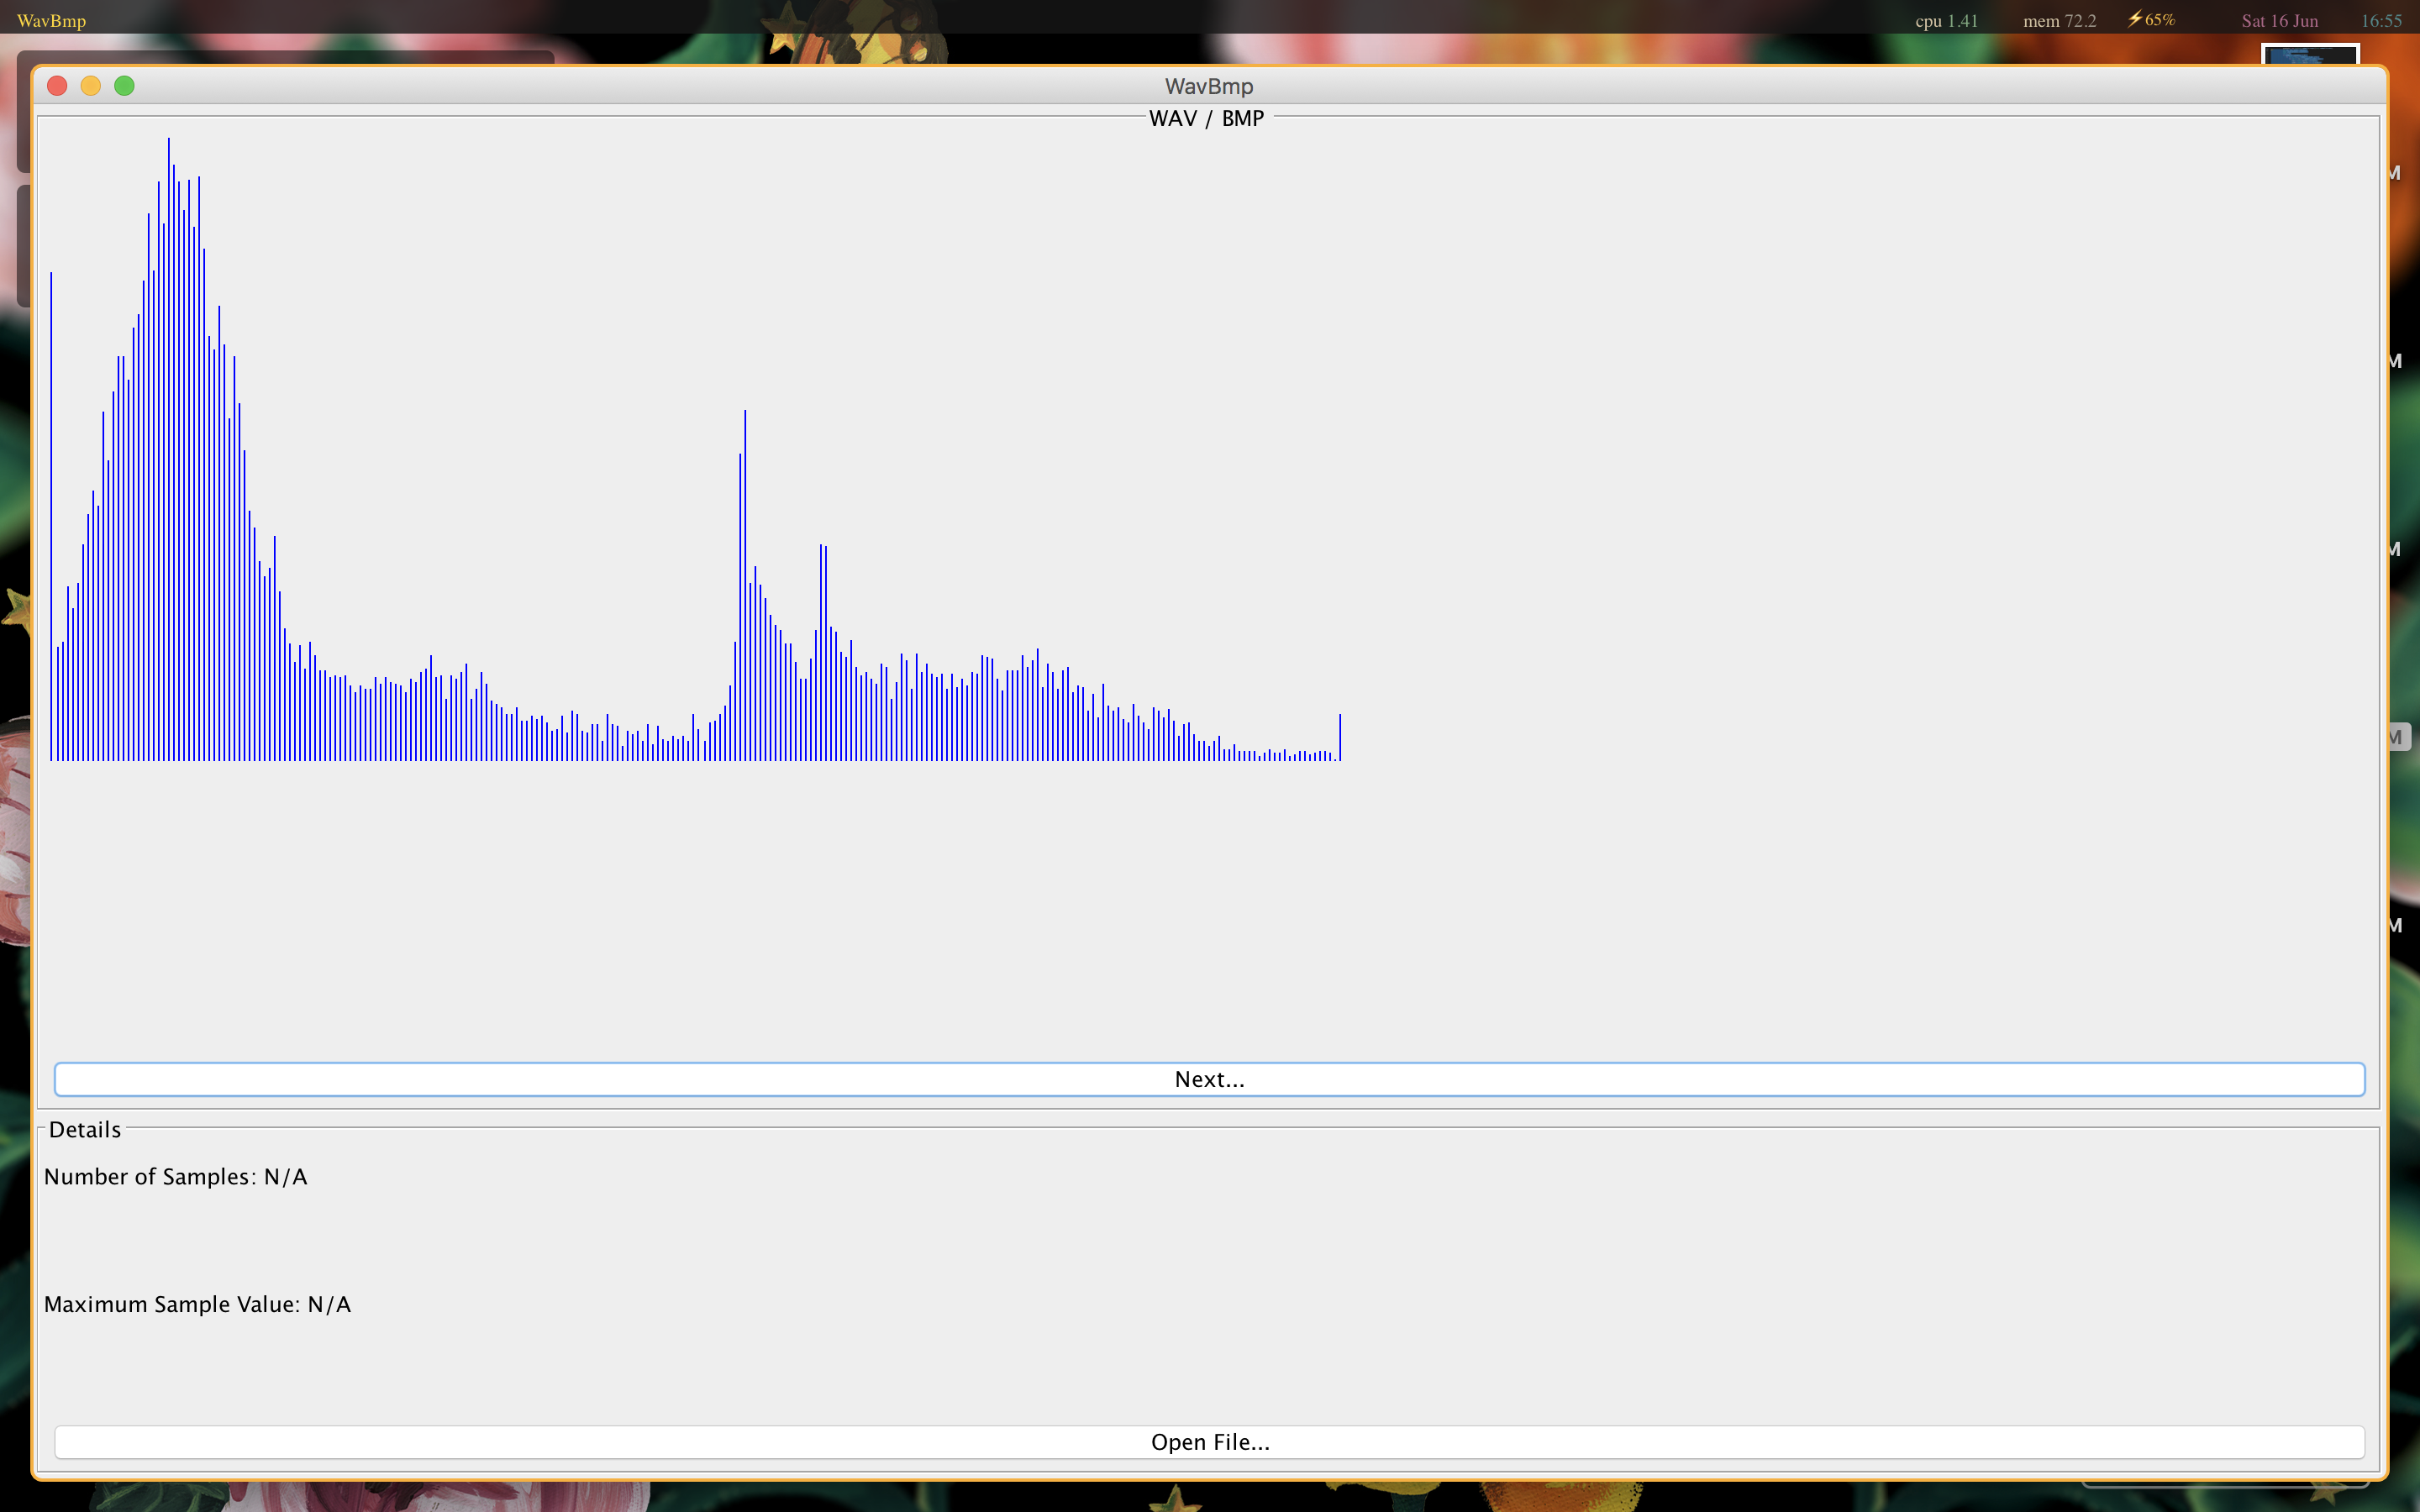 WavBmp
cpu 1.41 mem 72.2 ⚡65% Sat 16 Jun 16:55
WavBmp
WAV / BMP
M
M
M
M
M
Next...
Details
Number of Samples: N/A
Maximum Sample Value: N/A
Open File...